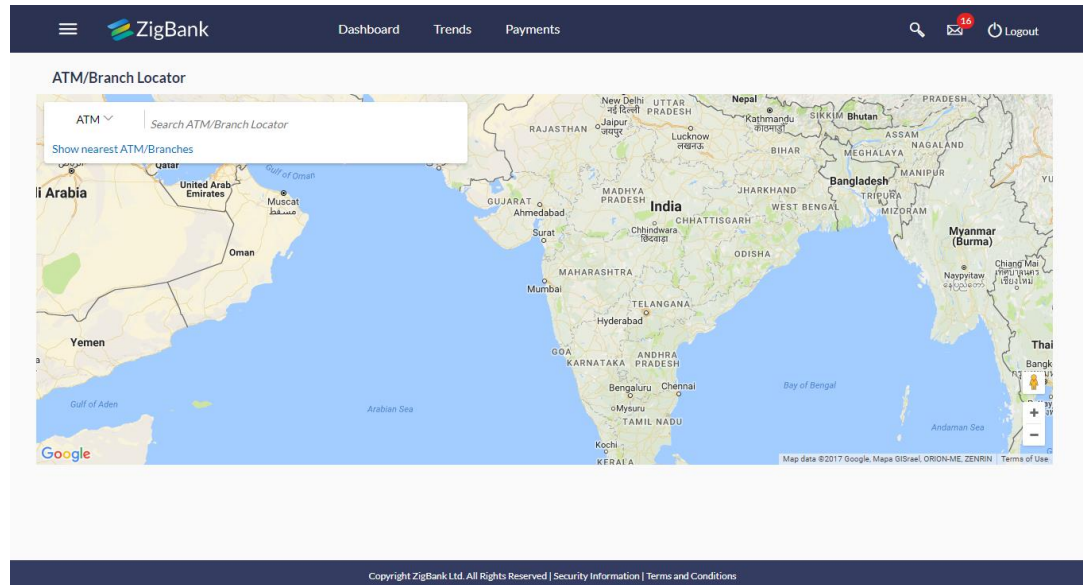 ZigBank
Dashboard
Trends
Payments
16
Logout
ATM/Branch Locator
ATM
Search ATM/Branch Locator
Show nearest ATM/Branches
Qatar
Gulf of Oman
United Arab
Emirates
Muscat
مسقط
Arabia
Oman
Yemen
Gulf of Aden
Arabian Sea
New Delhi
नई दिल्ली
UTTAR
PRADESH
Nepal
Kathmandu
काठमाडौं
SIKKIM
Bhutan
PRADESH
ASSAM
NAGALAND
RAJASTHAN
Jaipur
जयपुर
Lucknow
लखनऊ
BIHAR
MEGHALAYA
MANIPUR
Bangladesh
TRIPURA
MIZORAM
GUJARAT
Ahmedabad
MADHYA
PRADESH
India
JHARKHAND
WEST BENGAL
CHHATTISGARH
Surat
Chhindwara
छिंदवाड़ा
ODISHA
Myanmar
(Burma)
Naypyitaw
Chiang Mai
MAHARASHTRA
Mumbai
TELANGANA
Hyderabad
GOA
KARNATAKA
ANDHRA
PRADESH
Bengaluru
Chennai
Mysuru
TAMIL NADU
Kochi
KERALA
Bay of Bengal
Andaman Sea
Thai
Bangk
Google
Map data ©2017 Google, Mapa GISrael, ORION-ME, ZENRIN
Terms of Use
Copyright ZigBank Ltd. All Rights Reserved | Security Information | Terms and Conditions